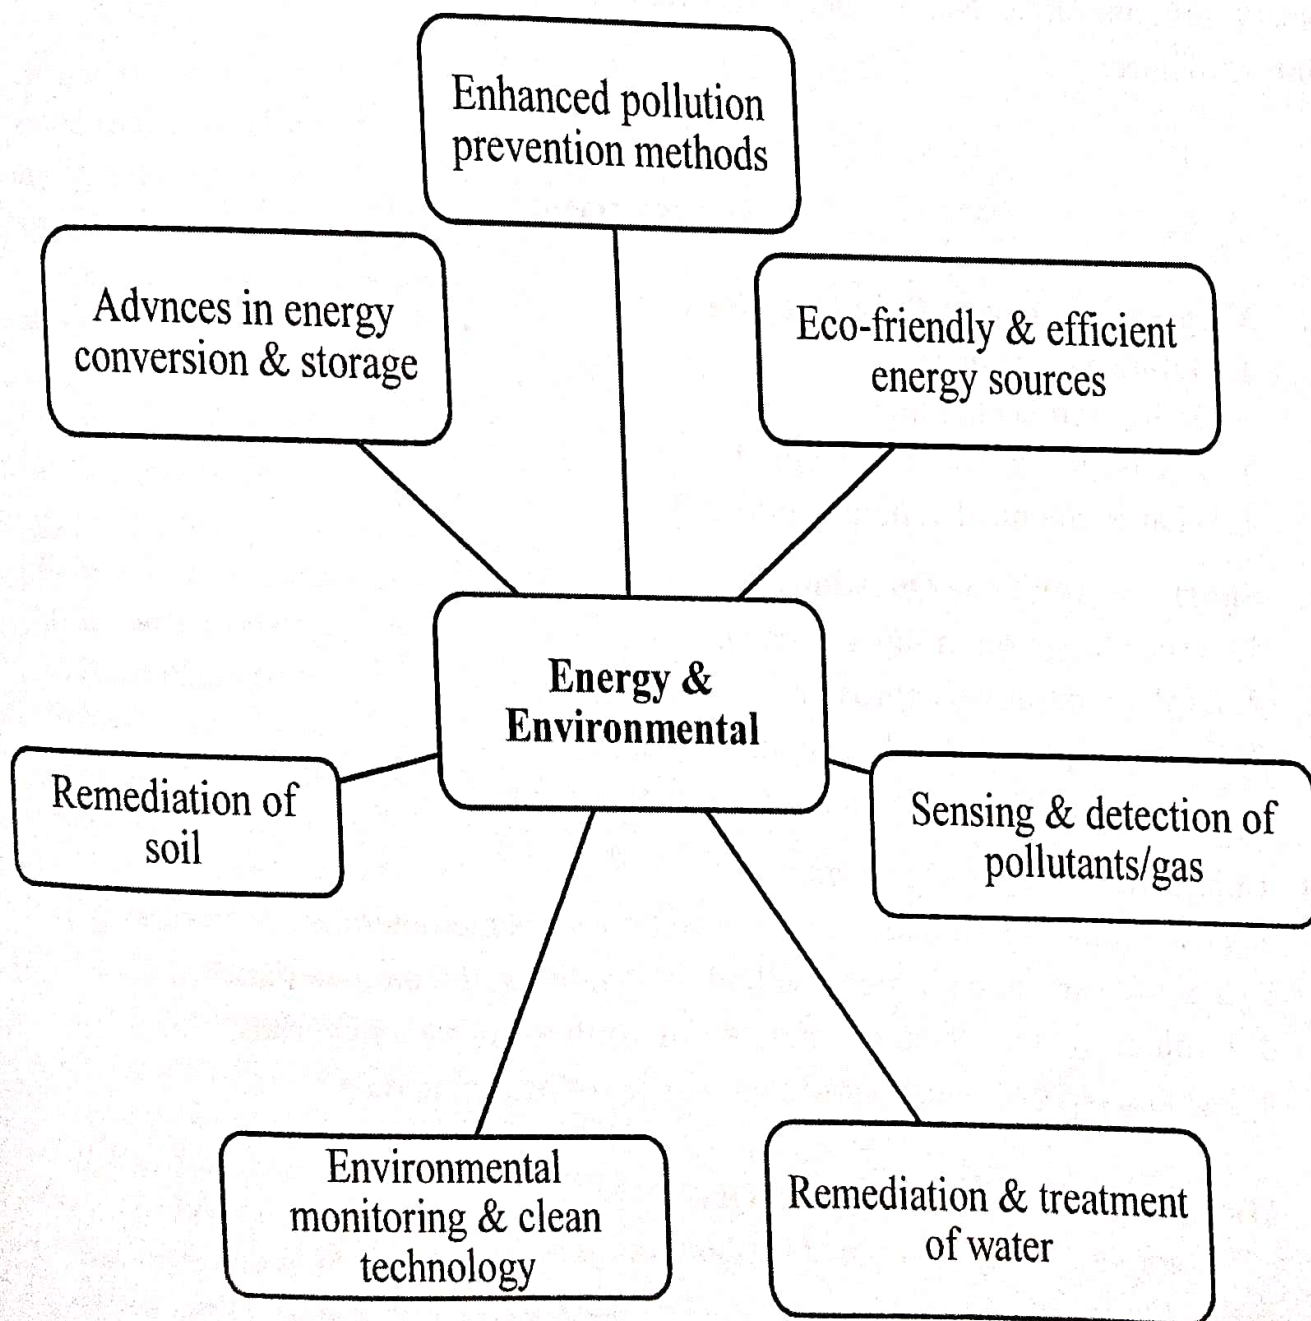 Enhanced pollution
prevention methods
Advnces in energy
conversion & storage
Eco-friendly & efficient
energy sources
Energy &
Environmental
Remediation of
soil
Sensing & detection of
pollutants/gas
Environmental
monitoring & clean
technology
Remediation & treatment
of water